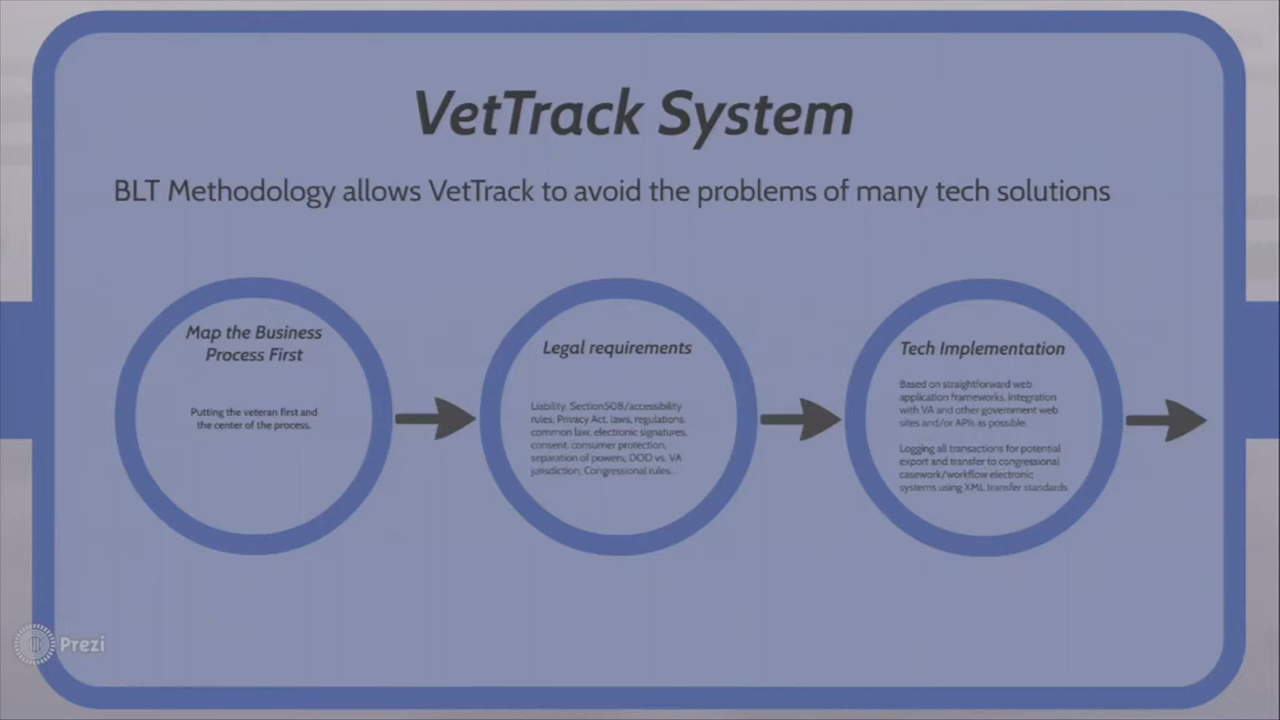 VetTrack System
BLT Methodology allows VetTrack to avoid the problems of many tech solutions
Map the Business
Process First
Putting the veteran first and
the center of the process.
Legal requirements
Liability, Section508/accessibility
rules, Privacy Act, laws, regulations,
common law, electronic signatures,
consent, consumer protection,
separation of powers, DOD vs. VA
jurisdiction, Congressional rules...
Tech Implementation
Based on straightforward web
application frameworks, integration
with VA and other government web
sites and/or APIs as possible.
Logging all transactions for potential
export and transfer to congressional
casework/workflow electronic
systems using XML transfer standards.
Prezi